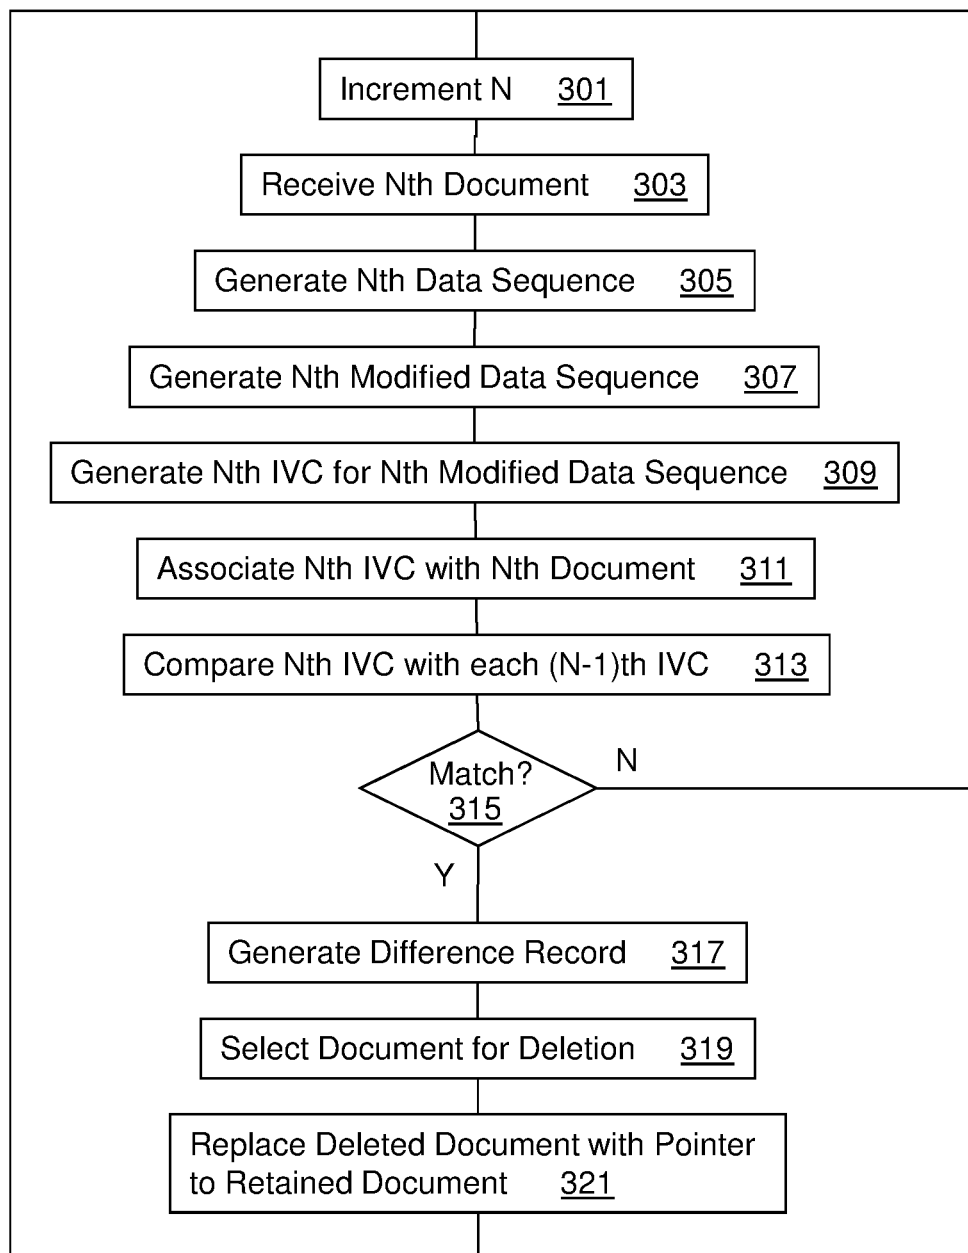 Increment N 301
Receive Nth Document 303
Generate Nth Data Sequence 305
Generate Nth Modified Data Sequence 307
Generate Nth IVC for Nth Modified Data Sequence 309
Associate Nth IVC with Nth Document 311
Compare Nth IVC with each (N-1)th IVC 313
N
Match?
315
Y
Generate Difference Record 317
Select Document for Deletion 319
Replace Deleted Document with Pointer
to Retained Document 321